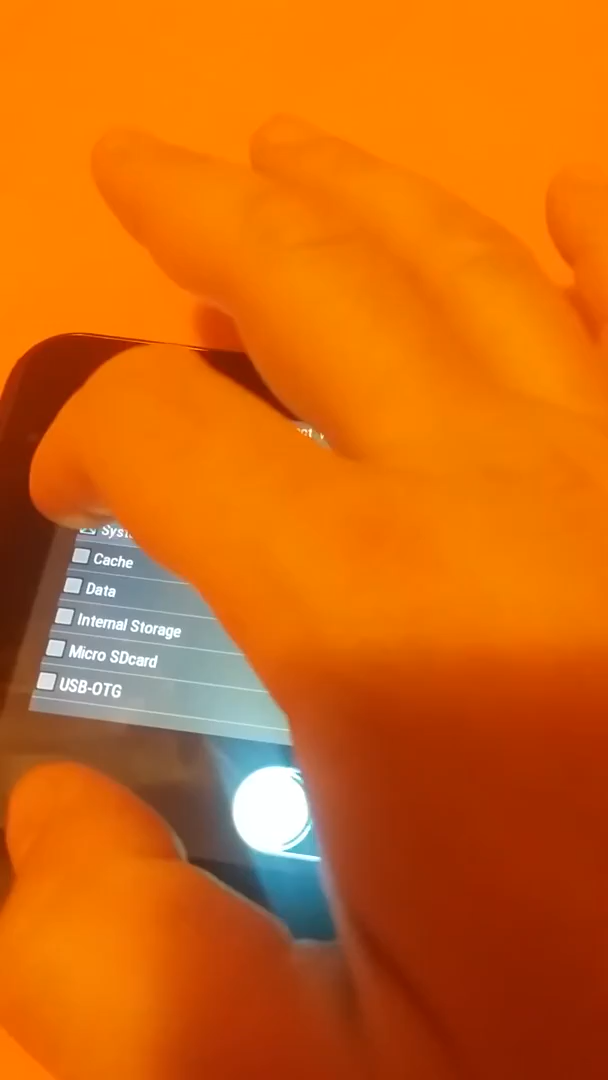 Cache
Data
Internal Storage
Micro SDcard
USB-OTG